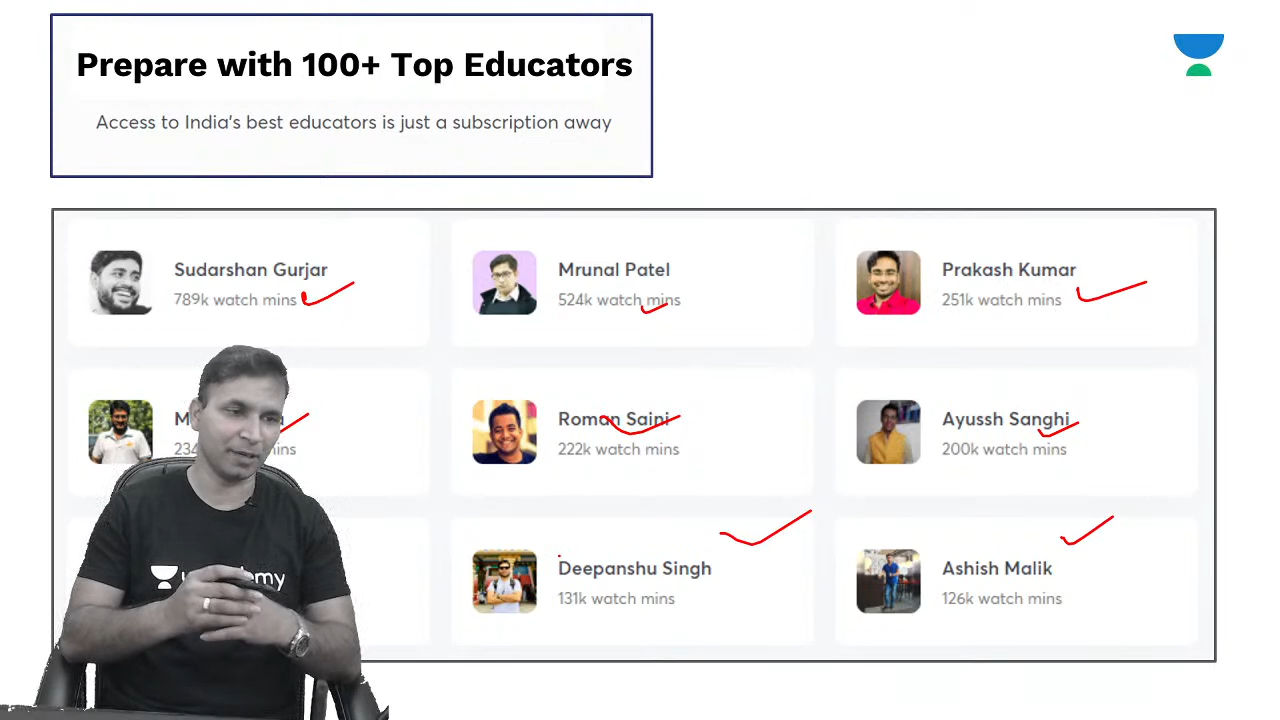 Prepare with 100+ Top Educators
Access to India's best educators is just a subscription away
Sudarshan Gurjar
789k watch mins
Mrunal Patel
524k watch mins
Prakash Kumar
251k watch mins
mins
Roman Saini
222k watch mins
Ayussh Sanghi
200k watch mins
Deepanshu Singh
131k watch mins
Ashish Malik
126k watch mins